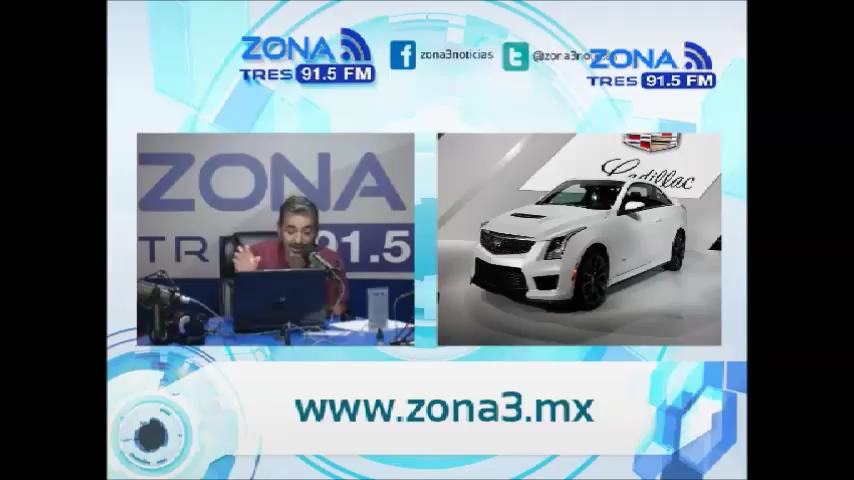 ZONA
TRES 91.5 FM
zona3noticias
@zona3no
ZONA
TRES 91.5 FM
ZONA
TR 91.5
Cadillac
www.zona3.mx